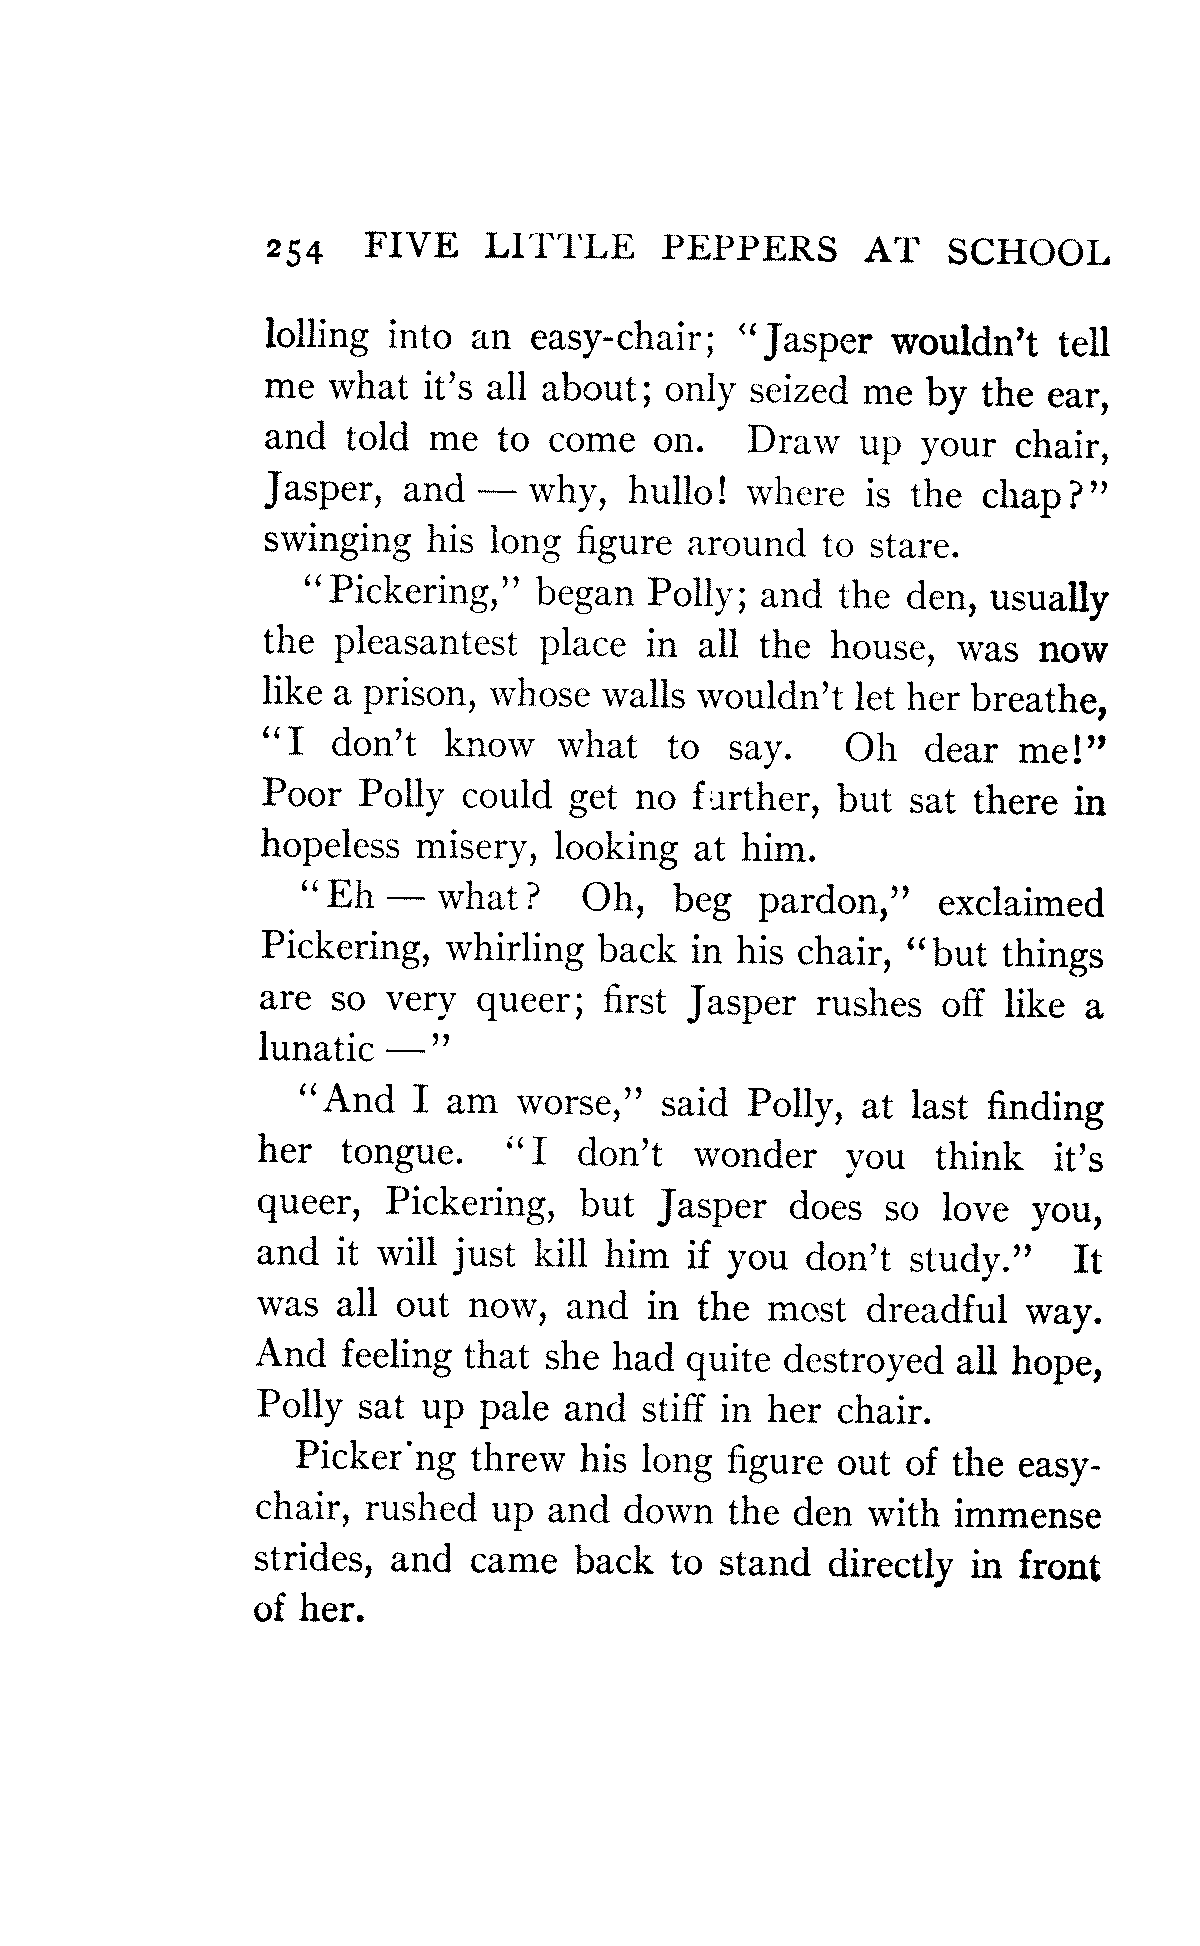 254 FIVE LITTLE PEPPERS AT SCHOOL
lolling into an easy-chair; “Jasper wouldn’t tell
me what it’s all about; only seized me by the ear,
and told me to come on. Draw up your chair,
Jasper, and — why, hullo! where is the chap?”
swinging his long figure around to stare.
“Pickering,” began Polly; and the den, usually
the pleasantest place in all the house, was now
like a prison, whose walls wouldn’t let her breathe,
“I don’t know what to say. Oh dear me!”
Poor Polly could get no further, but sat there in
hopeless misery, looking at him.
“Eh — what? Oh, beg pardon,” exclaimed
Pickering, whirling back in his chair, “but things
are so very queer; first Jasper rushes off like a
lunatic —”
“And I am worse,” said Polly, at last finding
her tongue. “I don’t wonder you think it’s
queer, Pickering, but Jasper does so love you,
and it will just kill him if you don’t study.” It
was all out now, and in the most dreadful way.
And feeling that she had quite destroyed all hope,
Polly sat up pale and stiff in her chair.
Pickering threw his long figure out of the easy-
chair, rushed up and down the den with immense
strides, and came back to stand directly in front
of her.